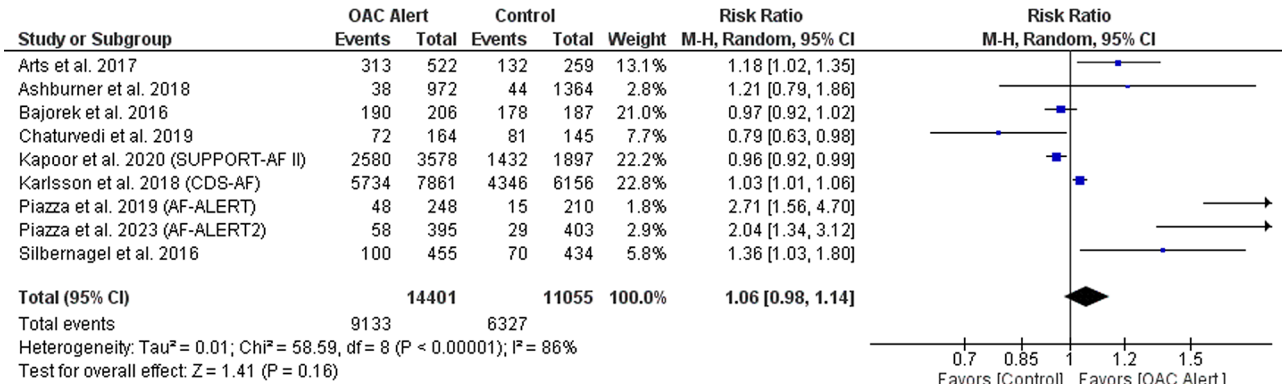 OAC Alert Control Risk Ratio Risk Ratio
Study or Subgroup Events Total Events Total Weight M-H, Random, 95% CI M-H, Random, 95% CI
Arts et al. 2017 313 522 132 259 13.1% 1.18 [1.02, 1.35]
Ashburner et al. 2018 38 972 44 1364 2.8% 1.21 [0.79, 1.86]
Bajorek et al. 2016 190 206 178 187 21.0% 0.97 [0.92, 1.02]
Chaturvedi et al. 2019 72 164 81 145 7.7% 0.79 [0.63, 0.98]
Kapoor et al. 2020 (SUPPORT-AF II) 2580 3578 1432 1897 22.2% 0.96 [0.92, 0.99]
Karlsson et al. 2018 (CDS-AF) 5734 7861 4346 6156 22.8% 1.03 [1.01, 1.06]
Piazza et al. 2019 (AF-ALERT) 48 248 15 210 1.8% 2.71 [1.56, 4.70]
Piazza et al. 2023 (AF-ALERT2) 58 395 29 403 2.9% 2.04 [1.34, 3.12]
Silbernagel et al. 2016 100 455 70 434 5.8% 1.36 [1.03, 1.80]
Total (95% CI) 14401 11055 100.0% 1.06 [0.98, 1.14]
Total events 9133 6327
Heterogeneity: Tau² = 0.01; Chi² = 58.59, df = 8 (P < 0.00001); I² = 86%
Test for overall effect: Z = 1.41 (P = 0.16)
0.7 0.85 1 1.2 1.5
Favors [Control] Favors [OAC Alert]